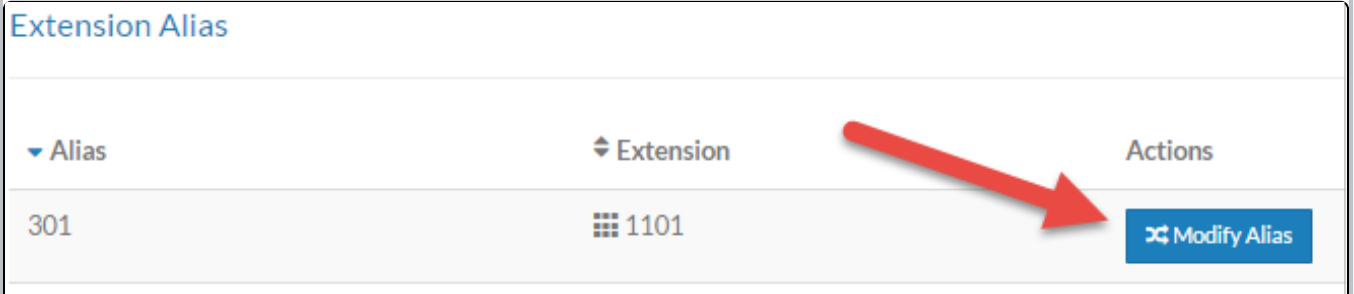 Extension Alias
Alias Extension Actions
301 1101 Modify Alias